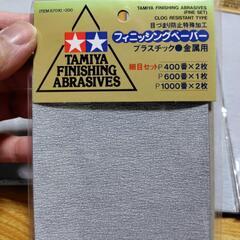 ITEM 87010
TAMIYA FINISHING ABRASIVES
(FINE SET)
CLOG RESISTANT TYPE
目づまり防止特殊加工
TAMIYA
FINISHING
ABRASIVES
フィニッシングペーパー
プラスチック●金属用
細目セット P400番×2枚
P600番×1枚
P1000番×2枚